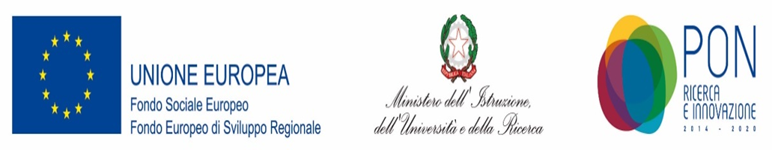 UNIONE EUROPEA
Fondo Sociale Europeo
Fondo Europeo di Sviluppo Regionale
Ministero dell'Istruzione,
dell'Università e della Ricerca
PON
RICERCA
E INNOVAZIONE
2014 - 2020